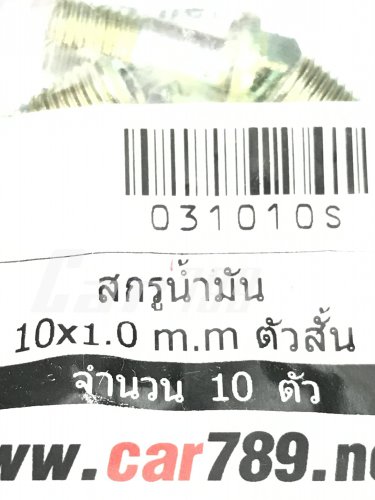 031010S
สกรูน้ำมัน
10x1.0 m.m ตัวสั้น
จำนวน 10 ตัว
www.car789.ne